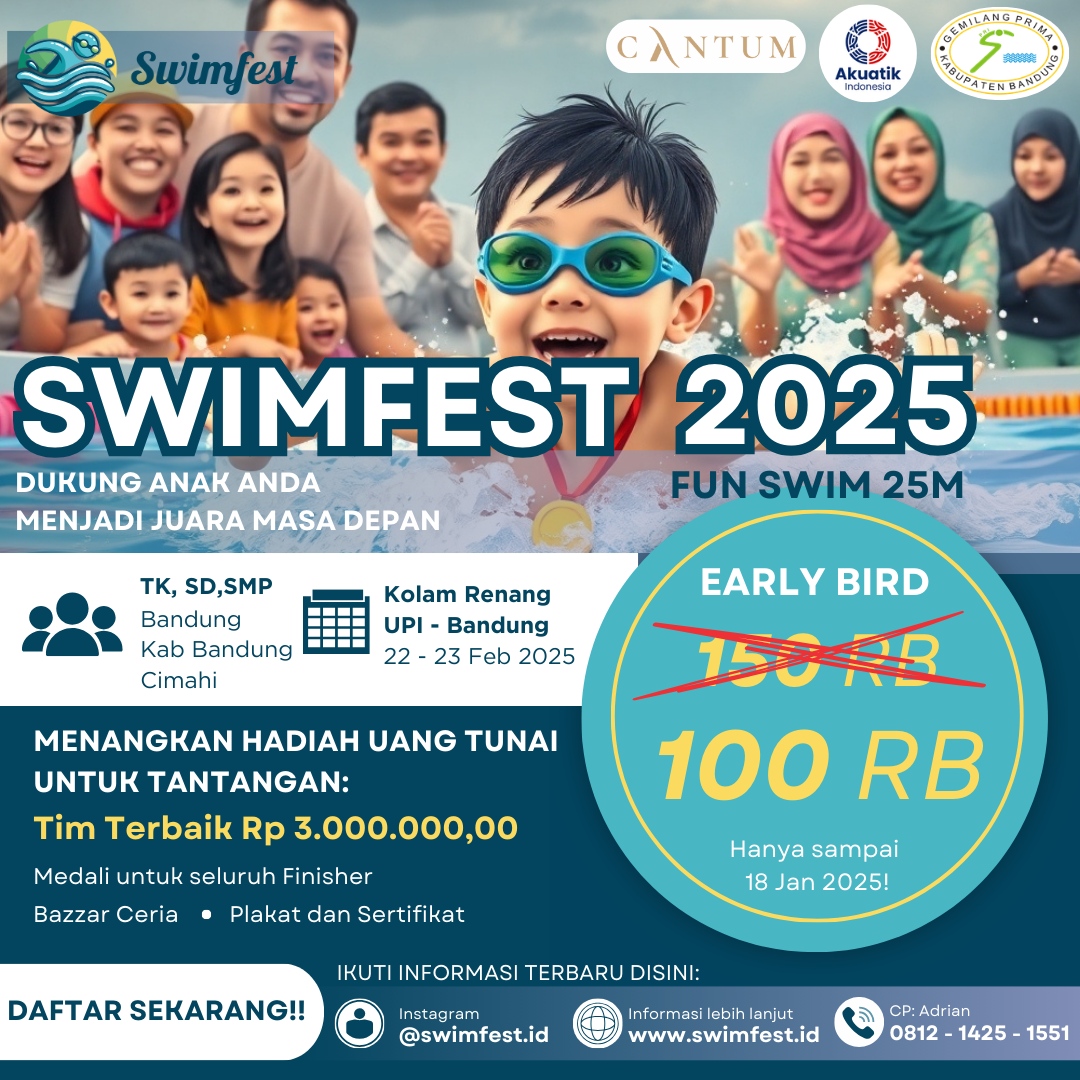 Swimfest
CANTUM
Akuatik
Indonesia
GEMILANG PRIMA
KABUPATEN BANDUNG
SWIMFEST 2025
DUKUNG ANAK ANDA
MENJADI JUARA MASA DEPAN
FUN SWIM 25M
TK, SD,SMP
Bandung
Kab Bandung
Cimahi
Kolam Renang
UPI - Bandung
22 - 23 Feb 2025
EARLY BIRD
150 RB
100 RB
Hanya sampai
18 Jan 2025!
MENANGKAN HADIAH UANG TUNAI
UNTUK TANTANGAN:
Tim Terbaik Rp 3.000.000,00
Medali untuk seluruh Finisher
Bazzar Ceria • Plakat dan Sertifikat
DAFTAR SEKARANG!!
IKUTI INFORMASI TERBARU DISINI:
Instagram
@swimfest.id
Informasi lebih lanjut
www.swimfest.id
CP: Adrian
0812 - 1425 - 1551